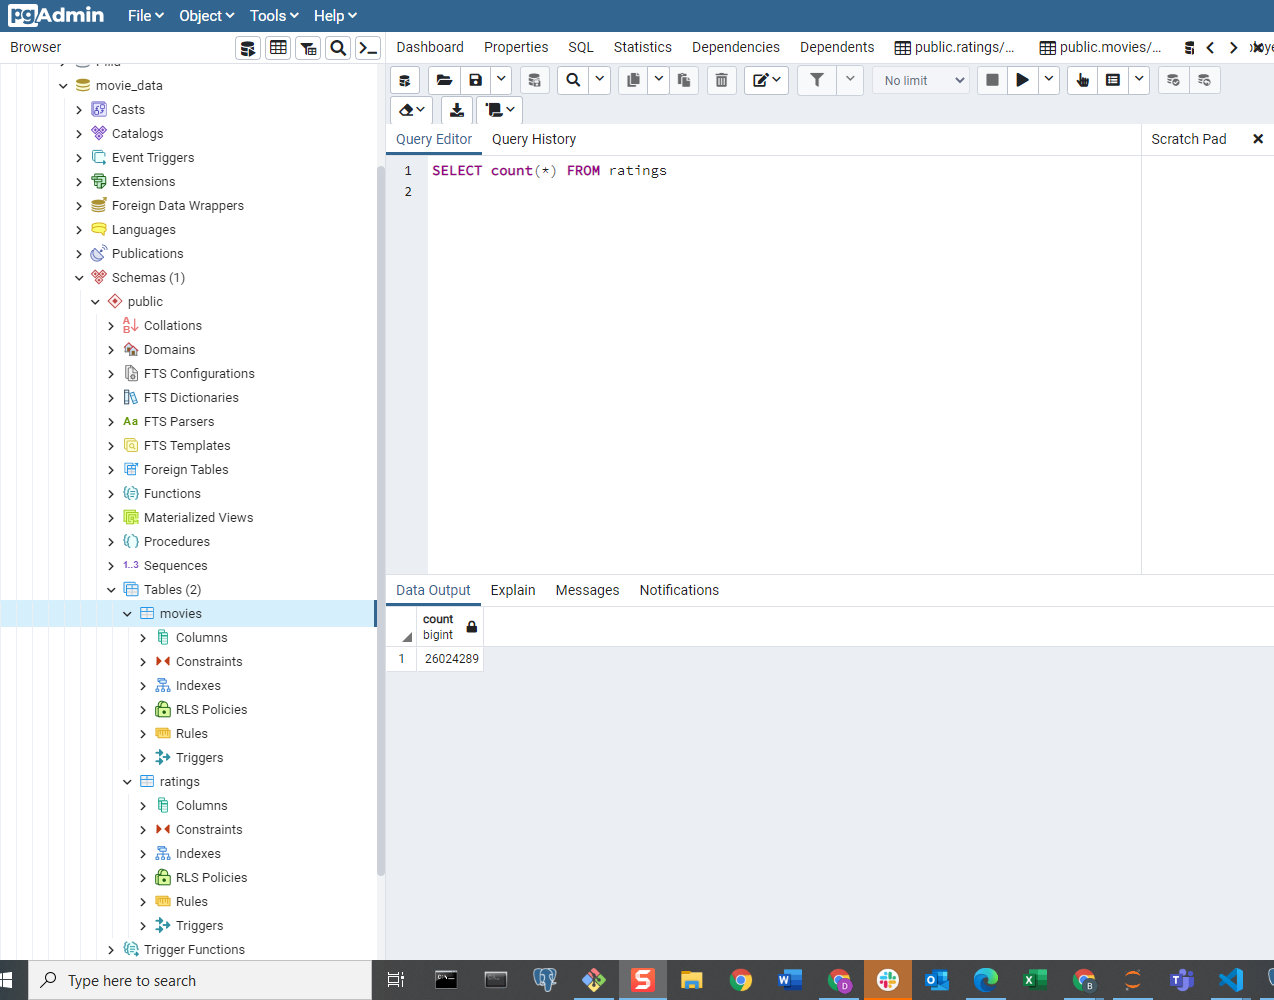 pgAdmin File Object Tools Help
Browser
Dashboard Properties SQL Statistics Dependencies Dependents public.ratings/... public.movies/...
No limit
movie_data
Casts
Catalogs
Event Triggers
Extensions
Foreign Data Wrappers
Languages
Publications
Schemas (1)
public
Collations
Domains
FTS Configurations
FTS Dictionaries
Aa FTS Parsers
FTS Templates
Foreign Tables
Functions
Materialized Views
Procedures
1..3 Sequences
Tables (2)
movies
Columns
Constraints
Indexes
RLS Policies
Rules
Triggers
ratings
Columns
Constraints
Indexes
RLS Policies
Rules
Triggers
Trigger Functions
Query Editor Query History
Scratch Pad
1 SELECT count(*) FROM ratings
2
Data Output Explain Messages Notifications
count
bigint
1 26024289
Type here to search